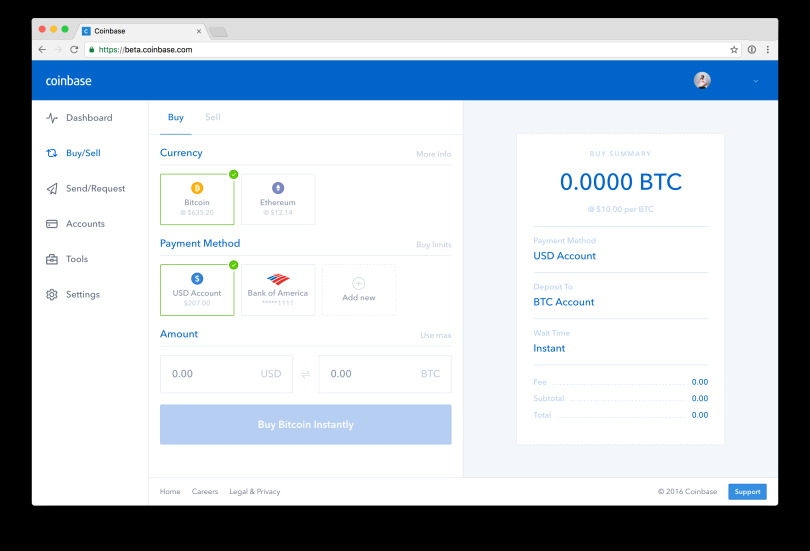 Coinbase
https://beta.coinbase.com
coinbase
Dashboard
Buy/Sell
Send/Request
Accounts
Tools
Settings
Buy Sell
Currency More info
Bitcoin
@ $635.20
Ethereum
@ $12.14
Payment Method Buy limits
USD Account
$207.00
Bank of America
*****1111
Add new
Amount Use max
0.00 USD 0.00 BTC
Buy Bitcoin Instantly
BUY SUMMARY
0.0000 BTC
@ $10.00 per BTC
Payment Method
USD Account
Deposit To
BTC Account
Wait Time
Instant
Fee 0.00
Subtotal 0.00
Total 0.00
Home Careers Legal & Privacy
© 2016 Coinbase Support